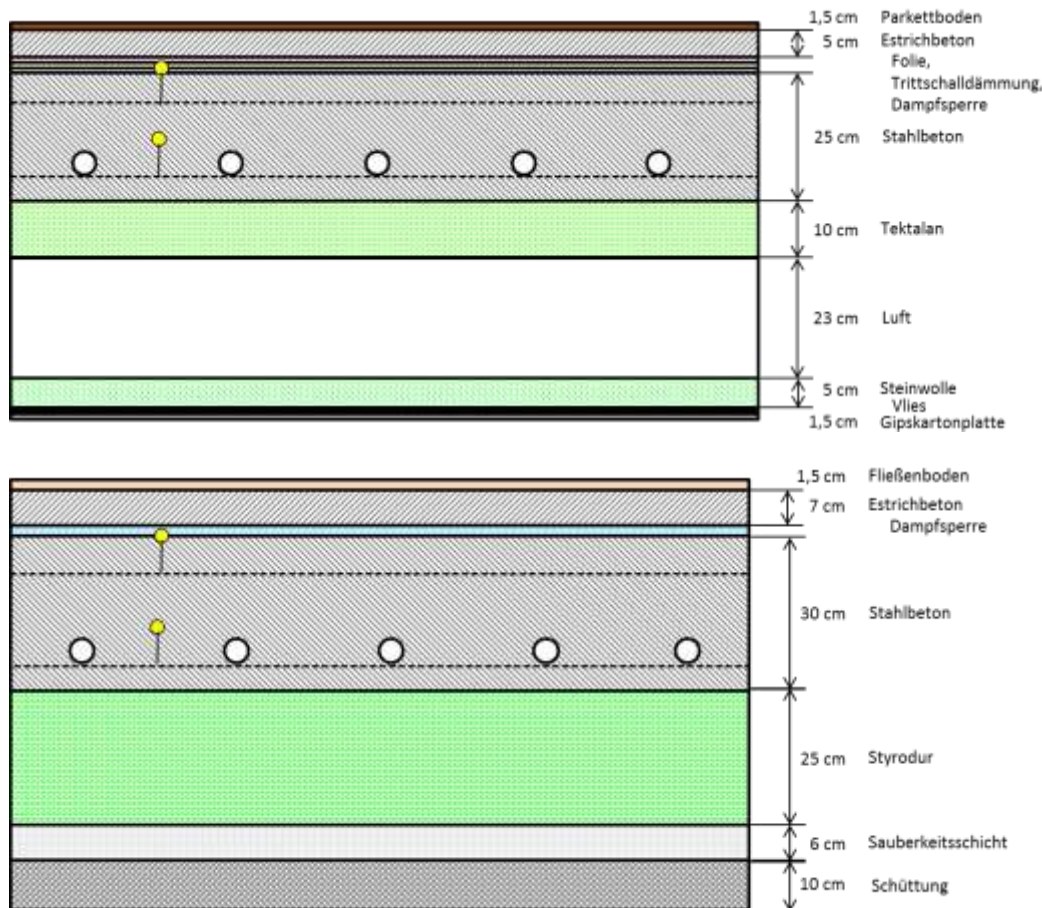 1,5 cm Parkettboden
5 cm Estrichbeton
Folie,
Trittschalldämmung,
Dampfsperre
25 cm Stahlbeton
10 cm Tektalan
23 cm Luft
5 cm Steinwolle
Vlies
1,5 cm Gipskartonplatte
1,5 cm Fließenboden
7 cm Estrichbeton
Dampfsperre
30 cm Stahlbeton
25 cm Styrodur
6 cm Sauberkeitsschicht
10 cm Schüttung